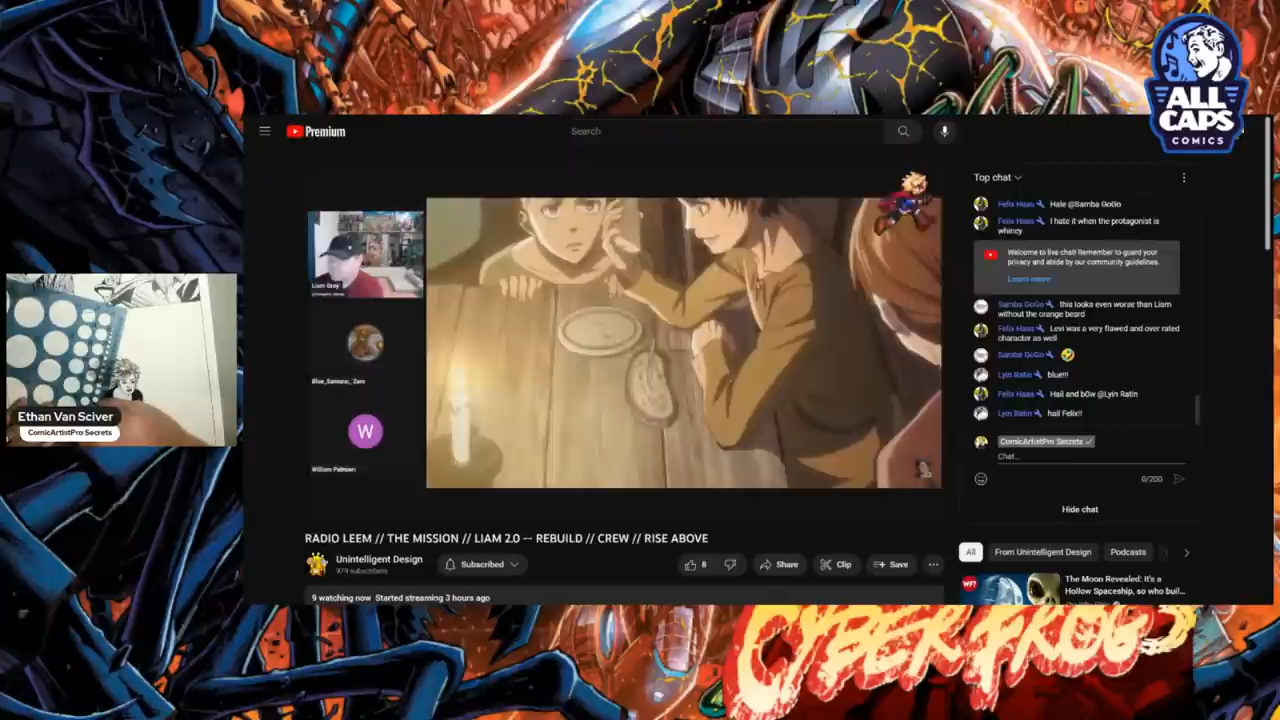 Premium
Search
ALL
CAPS
COMICS
Top chat
Felix Haas Hale @Samba GoGo
Felix Haas I hate it when the protagonist is
whiney
Welcome to live chat! Remember to guard your
privacy and abide by our community guidelines.
Learn more
Samba GoGo this looks even worse than Liam
without the orange beard
Felix Haas Levi was a very flawed and over rated
character as well
Samba GoGo
Lyin Ratin blue!!!
Felix Haas Hail and b0w @Lyin Ratin
Lyin Ratin hail Felix!!
ComicArtistPro Secrets
Chat...
0/200
Hide chat
Liam Gray
Blue_Samurai_Zero
W
William
Ethan Van Sciver
ComicArtistPro Secrets
RADIO LEEM // THE MISSION // LIAM 2.0 -- REBUILD // CREW // RISE ABOVE
Unintelligent Design
979 subscribers
Subscribed
8
Share
Clip
Save
9 watching now Started streaming 3 hours ago
All
From Unintelligent Design
Podcasts
WF?
The Moon Revealed: It's a
Hollow Spaceship, so who buil...
CYBERFROG